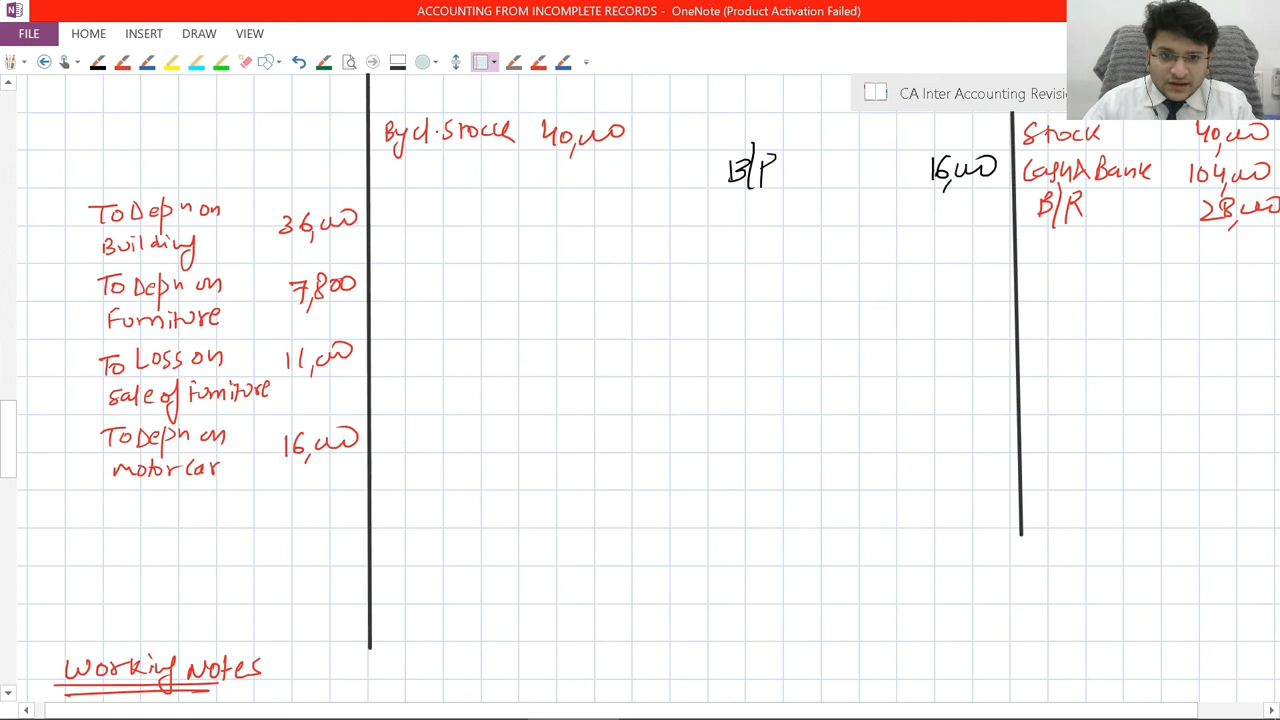 ACCOUNTING FROM INCOMPLETE RECORDS - OneNote (Product Activation Failed)
FILE HOME INSERT DRAW VIEW
CA Inter Accounting Revisi
By cl. Stock 40,000
B/P 16,000
Stock 40,000
Cash & Bank 104,000
B/R 28,000
To Depn on 36,000
Building
To Depn on 7,800
Furniture
To Loss on 11,000
Sale of Furniture
To Depn on 16,000
motor car
Working Notes